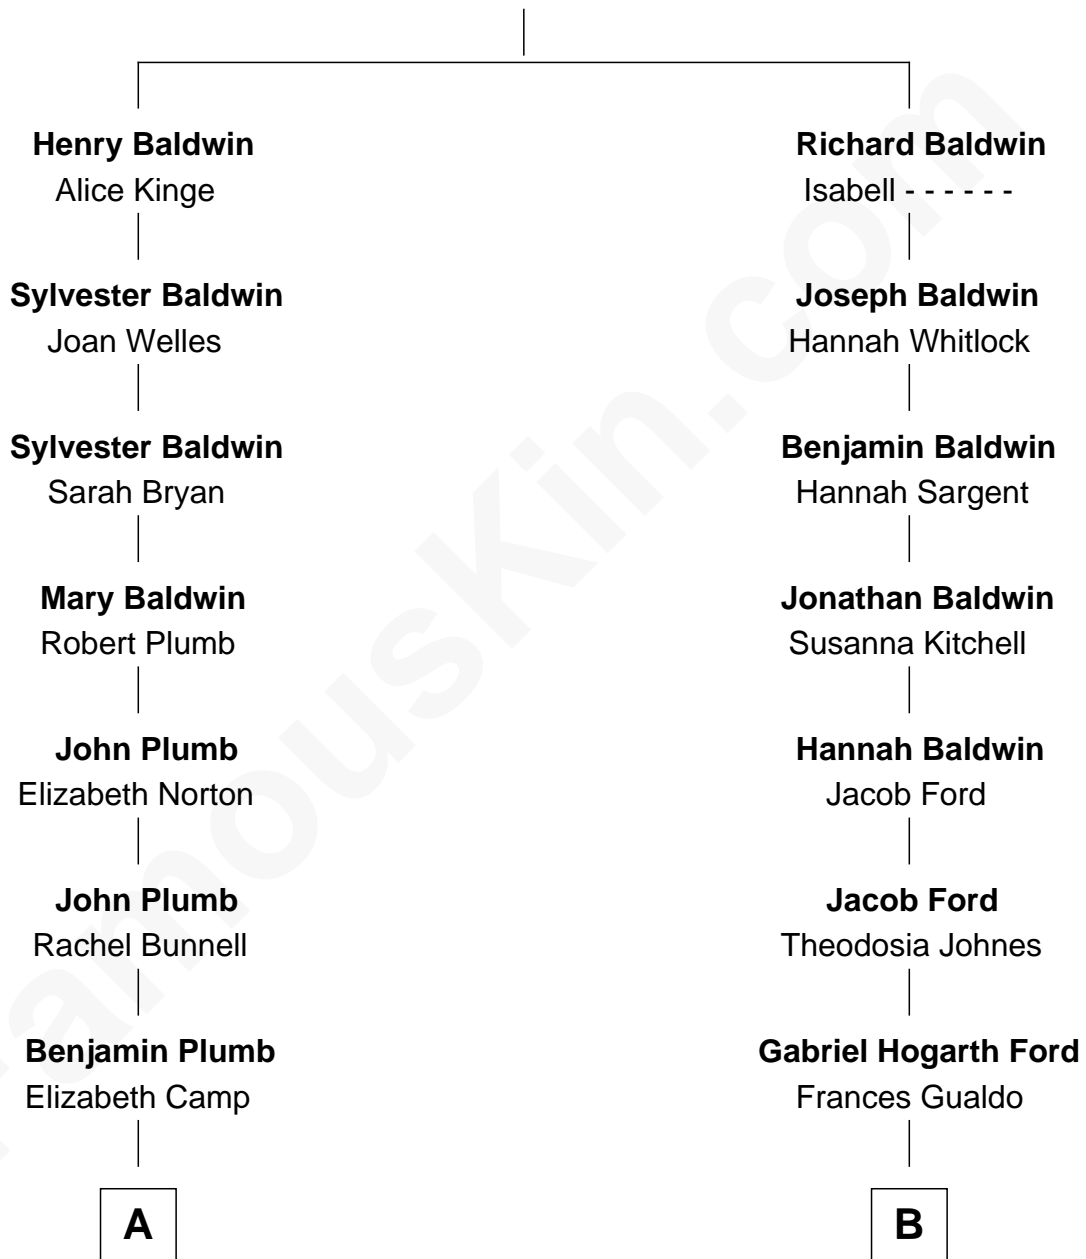 Henry Baldwin
Alice Kinge
Richard Baldwin
Isabell - - - - - -
Sylvester Baldwin
Joan Welles
Joseph Baldwin
Hannah Whitlock
Sylvester Baldwin
Sarah Bryan
Benjamin Baldwin
Hannah Sargent
Mary Baldwin
Robert Plumb
Jonathan Baldwin
Susanna Kitchell
John Plumb
Elizabeth Norton
Hannah Baldwin
Jacob Ford
John Plumb
Rachel Bunnell
Jacob Ford
Theodosia Johnes
Benjamin Plumb
Elizabeth Camp
Gabriel Hogarth Ford
Frances Gualdo
A
B
FamousKin.com